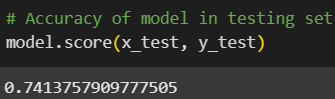 # Accuracy of model in testing set
model.score(x_test, y_test)
0.7413757909777505